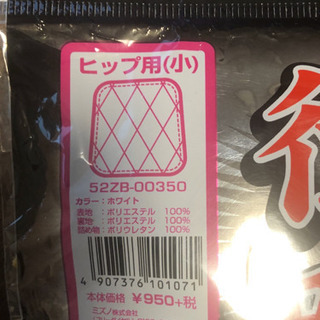 ヒップ用(小)
52ZB-00350
カラー：ホワイト
表地：ポリエステル 100%
裏地：ポリエステル 100%
詰め物：ポリウレタン 100%
4 907376 101071
本体価格 ¥950+税
ミズノ株式会社